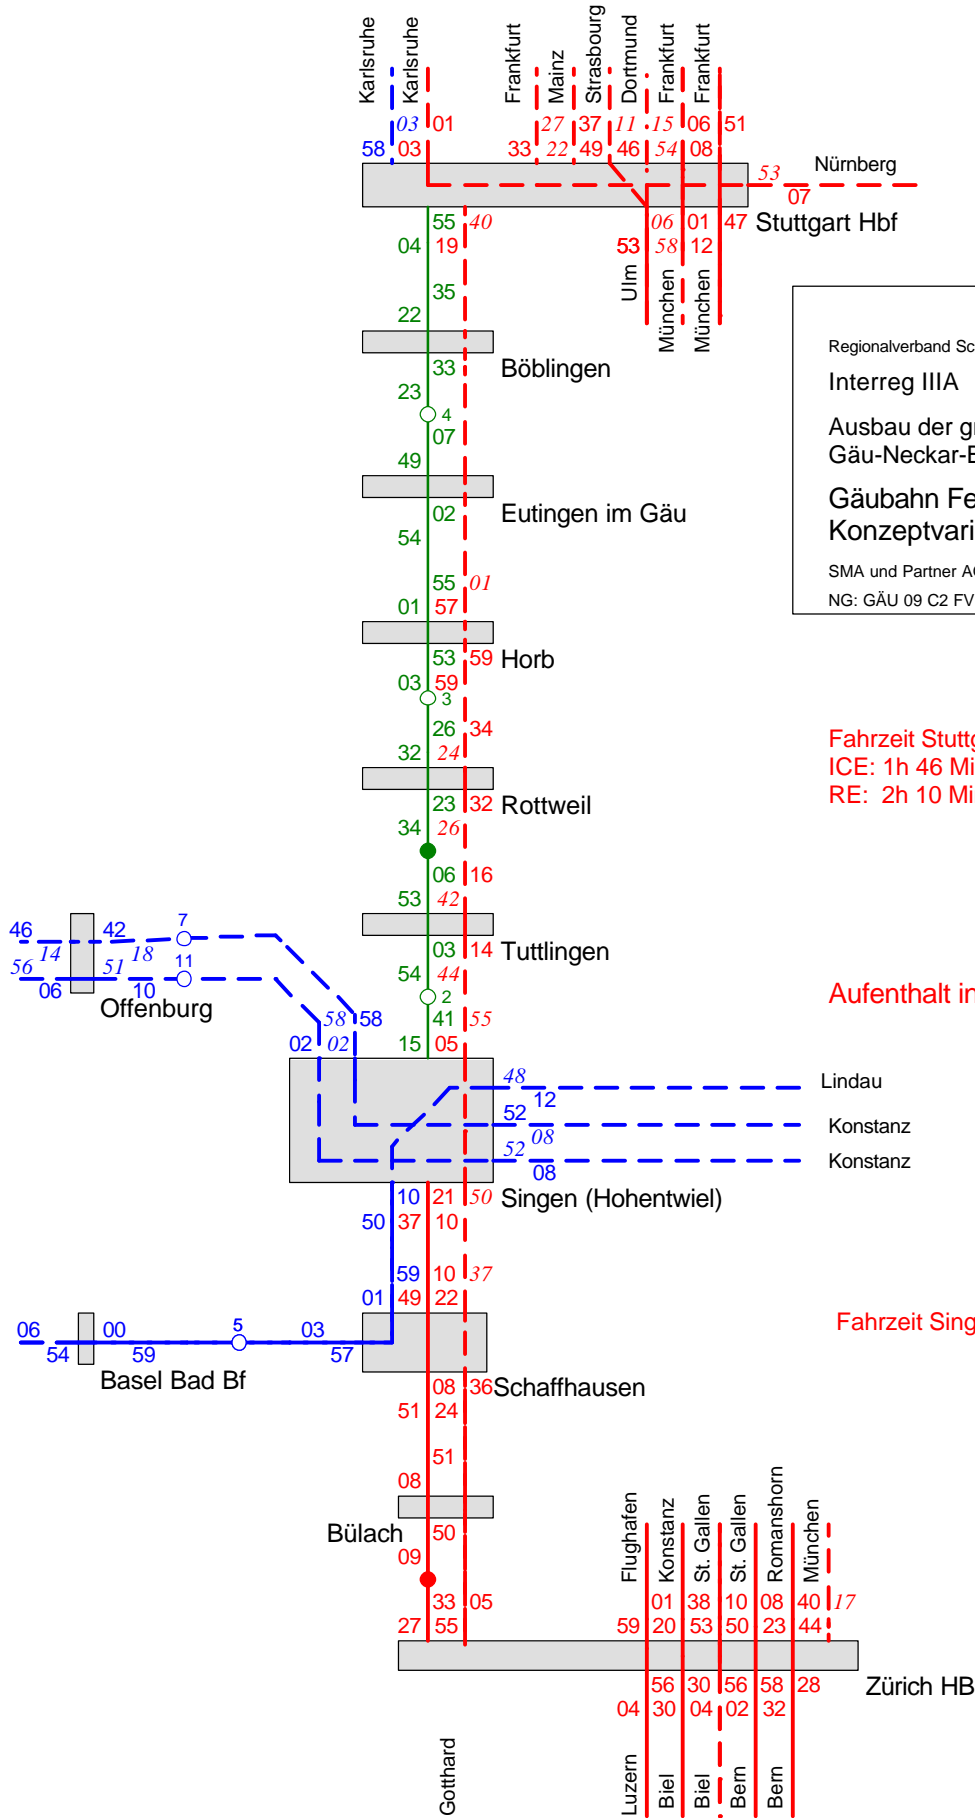 Karlsruhe
Karlsruhe
Frankfurt
Mainz
Strasbourg
Dortmund
Frankfurt
Frankfurt
03 01 27 37 11 15 06 51
58 03 33 22 49 46 54 08
53 Nürnberg
07
55 40 06 01 47 Stuttgart Hbf
04 19 53 58 12
Ulm
München
München
35
22
Böblingen
33
23
4
07
49
Eutingen im Gäu
02
54
55 01
01 57
Horb
53 59
03 59
3
26 34
32 24
Rottweil
23 32
34 26
06 16
53 42
Tuttlingen
03 14
54 44
2
41 55
15 05
Regionalverband Sc
Interreg IIIA
Ausbau der g
Gäu-Neckar-B
Gäubahn Fe
Konzeptvari
SMA und Partner A
NG: GÄU 09 C2 FV
Fahrzeit Stuttg
ICE: 1h 46 Mi
RE: 2h 10 Mi
Aufenthalt in
46 42 7
14 18
56 51 11
06 10
Offenburg
58 58
02 02
48 Lindau
12
52 Konstanz
08
52 Konstanz
08
10 21 50 Singen (Hohentwiel)
50 37 10
59 10 37
01 49 22
Fahrzeit Sing
06 00 5 03
54 59 57
Basel Bad Bf
08 36 Schaffhausen
51 24
51
08
Bülach 50
09
33 05
27 55
Flughafen
Konstanz
St. Gallen
St. Gallen
Romanshorn
München
01 38 10 08 40 17
59 20 53 50 23 44
56 30 56 58 28 Zürich HB
04 30 04 02 32
Gotthard
Luzern
Biel
Biel
Bern
Bern